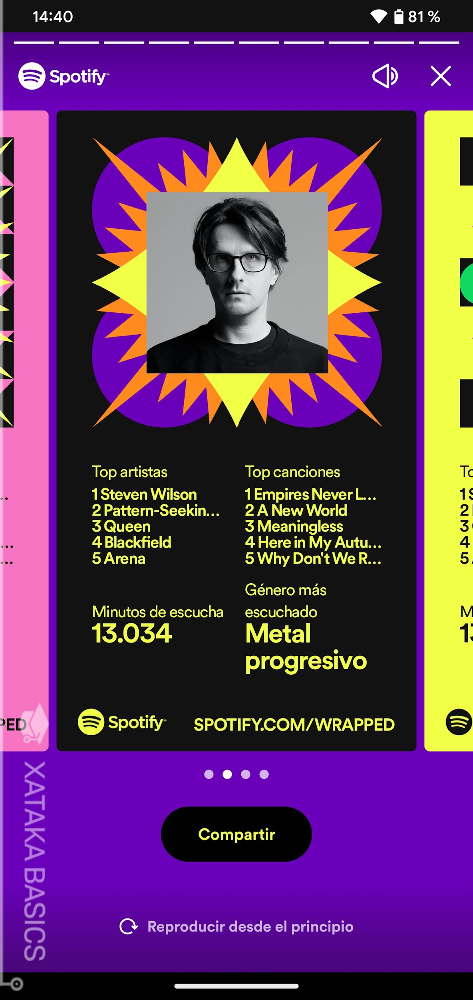 14:40
81 %
Spotify
Top artistas
1 Steven Wilson
2 Pattern-Seekin...
3 Queen
4 Blackfield
5 Arena
Top canciones
1 Empires Never L...
2 A New World
3 Meaningless
4 Here in My Autu...
5 Why Don't We R...
Minutos de escucha
13.034
Género más
escuchado
Metal
progresivo
Spotify
SPOTIFY.COM/WRAPPED
Compartir
Reproducir desde el principio
XATAKA BASICS